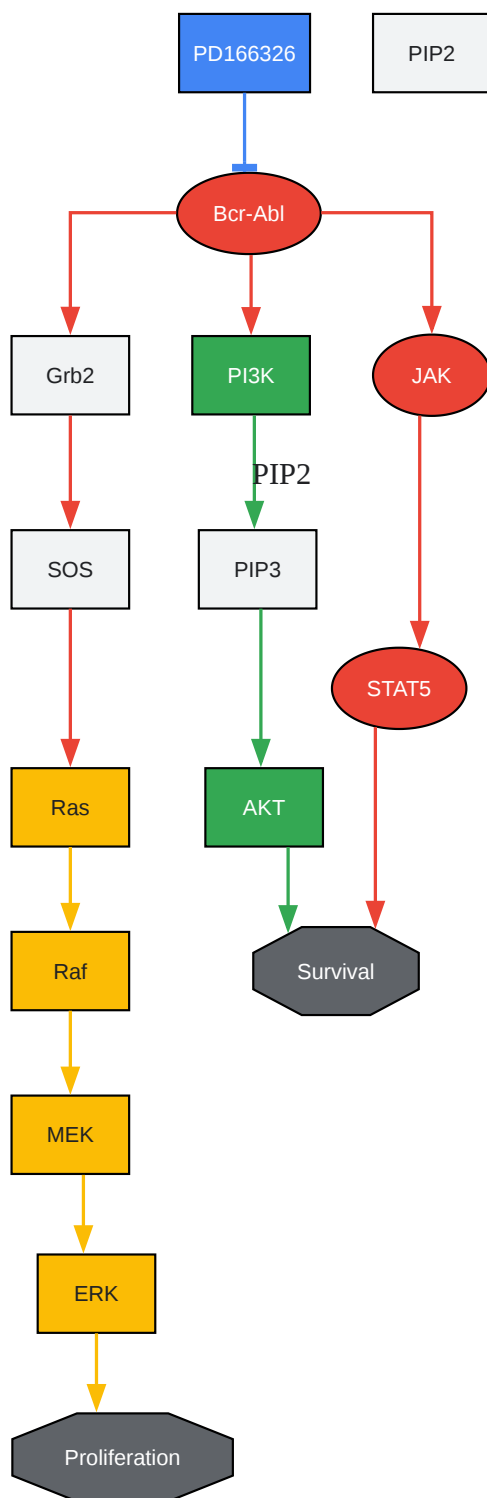 PD166326
PIP2
Bcr-Abl
Grb2
PI3K
JAK
PIP2
SOS
PIP3
STAT5
Ras
AKT
Raf
Survival
MEK
ERK
Proliferation